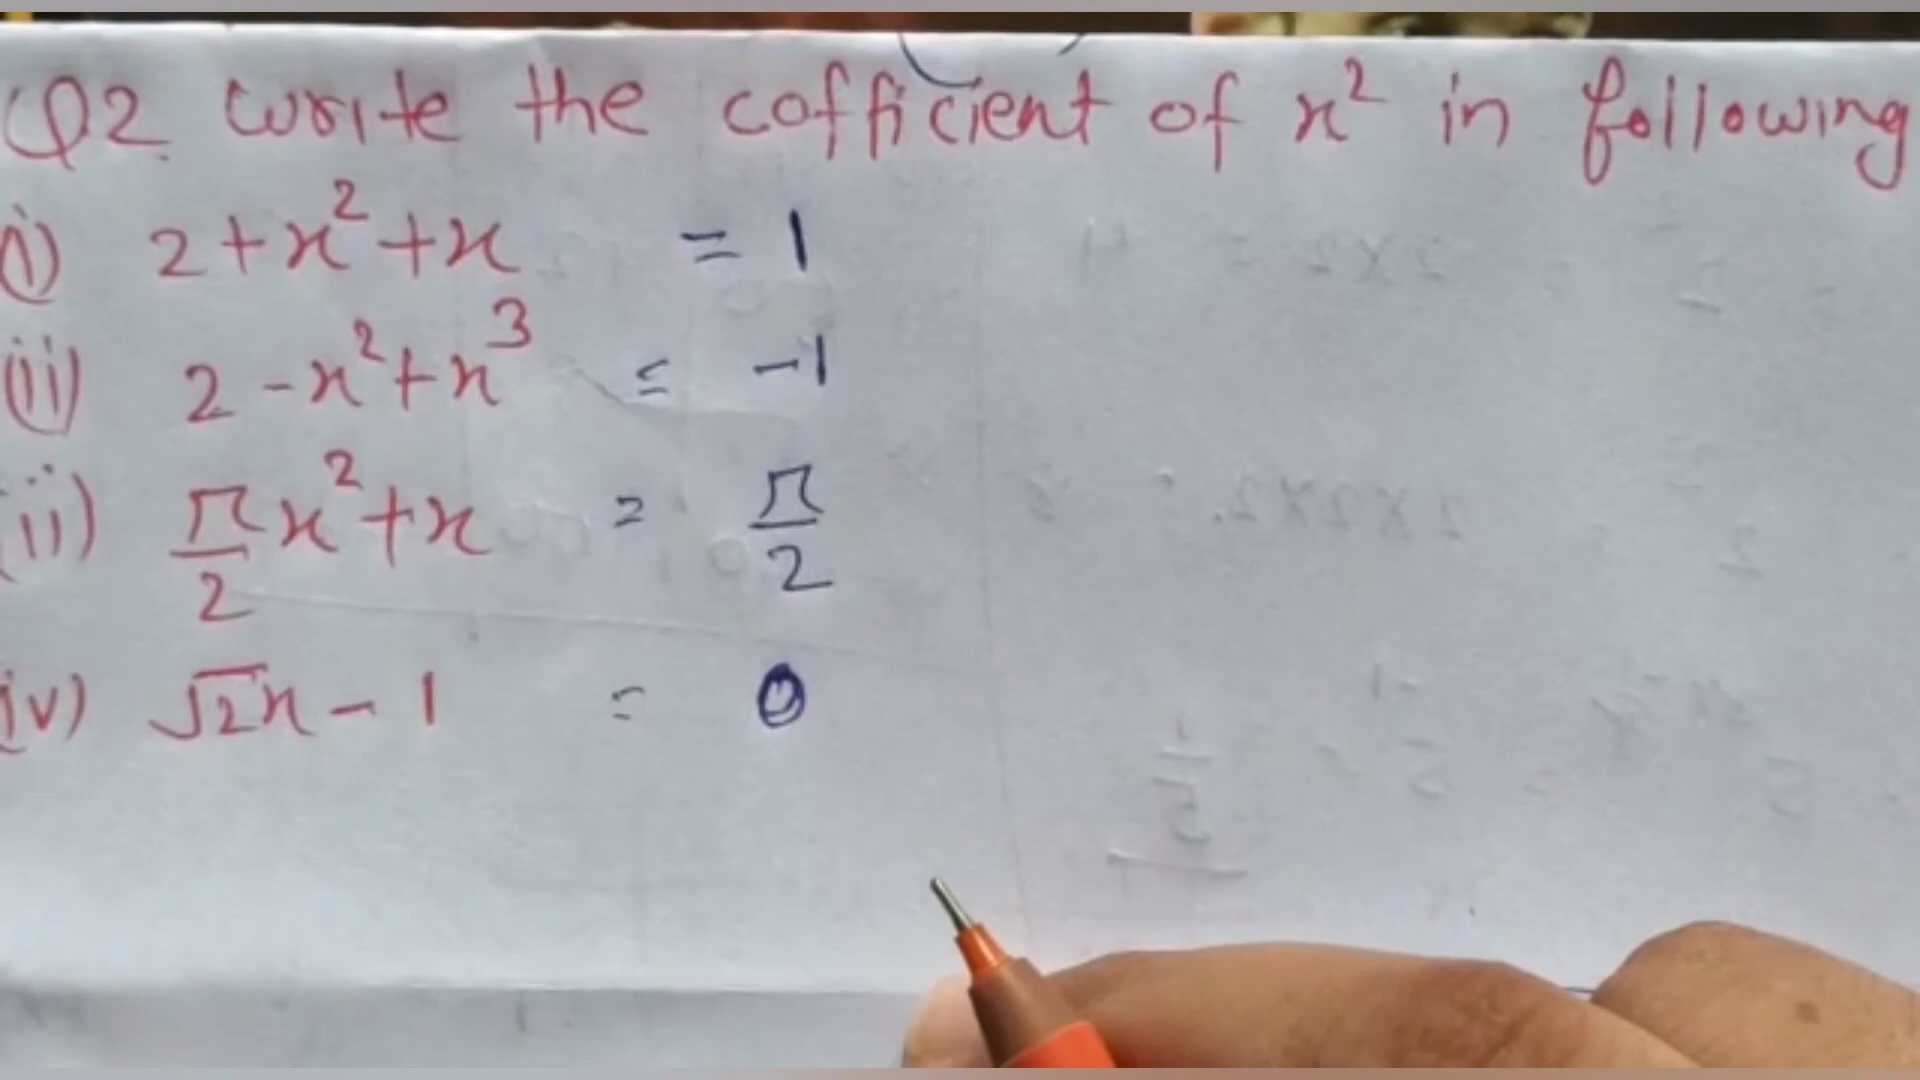 Q2 write the cofficient of x² in following
(i) 2+x²+x = 1
(ii) 2-x²+x³ = -1
(iii) π/2 x²+x = π/2
(iv) √2x-1 = 0